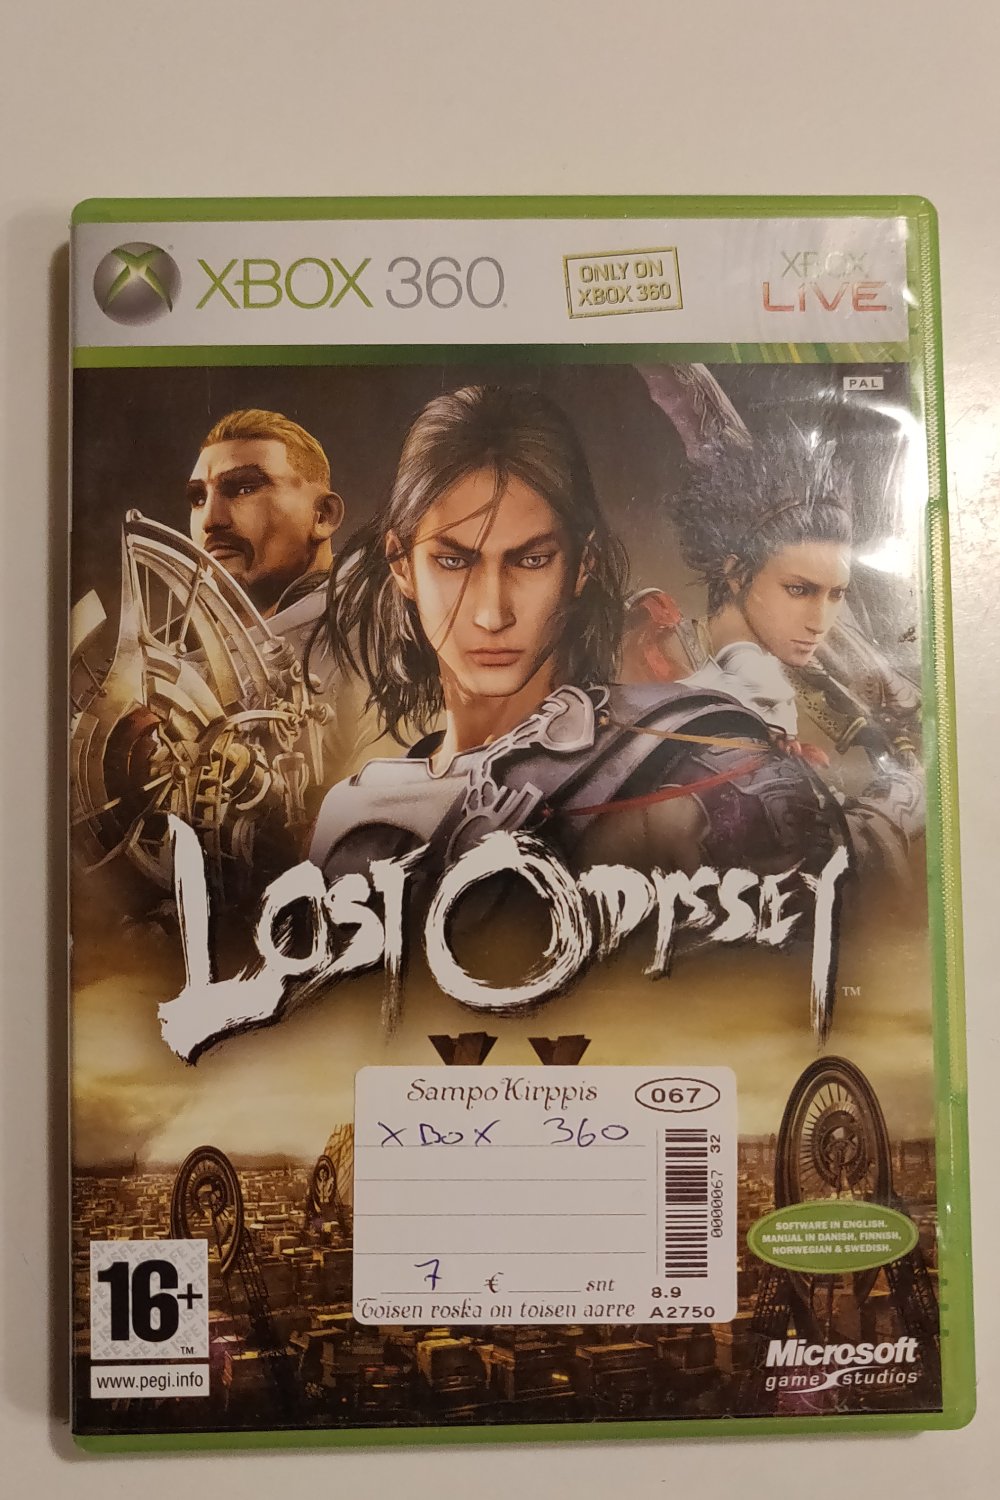 XBOX 360
ONLY ON
XBOX 360
XBOX
LIVE
PAL
LOST ODYSSEY
TM
SampoKirppis
067
XBOX 360
0000067 32
7 € snt
8.9
Toisen roska on toisen aarre A2750
SOFTWARE IN ENGLISH.
MANUAL IN DANISH, FINNISH,
NORWEGIAN & SWEDISH.
16+
TM
www.pegi.info
Microsoft
game studios